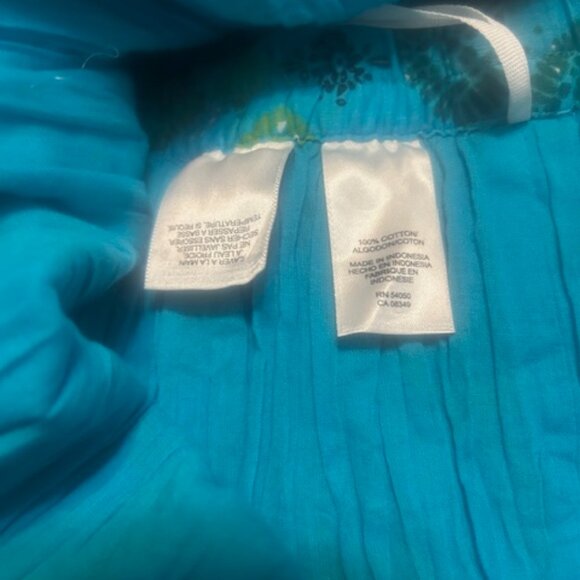 LAVER A LA MAIN
A L'EAU FROIDE.
NE PAS JAVELLISER.
SECHER SANS ESSORER.
REPASSER A BASSE
TEMPERATURE, SI REQUIS
100% COTTON/
ALGODON/COTON
MADE IN INDONESIA
HECHO EN INDONESIA
FABRIQUE EN
INDONESIE
RN 54050
CA 08349